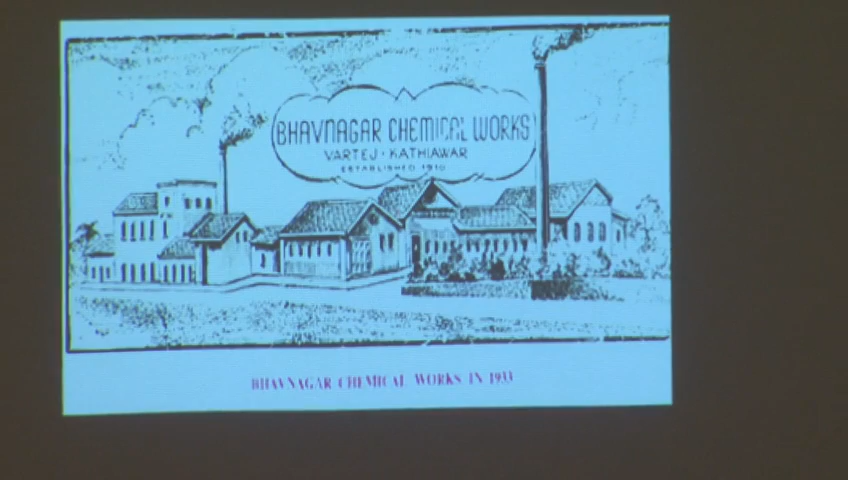 BHAVNAGAR CHEMICAL WORKS
VARTEJ · KATHIAWAR
ESTABLISHED 1910
BHAVNAGAR CHEMICAL WORKS IN 1933